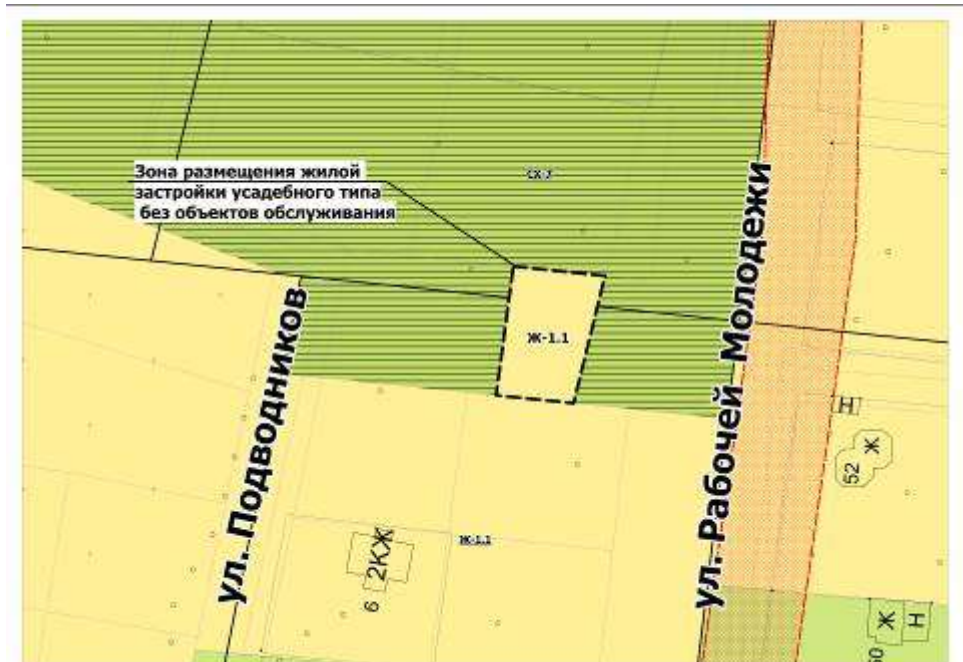 Зона размещения жилой
застройки усадебного типа
без объектов обслуживания
СХ-2
ул. Рабочей Молодежи
ул. Подводников
Ж-1.1
Н
Ж
52
Ж-1.1
2КЖ
6
Ж
Н